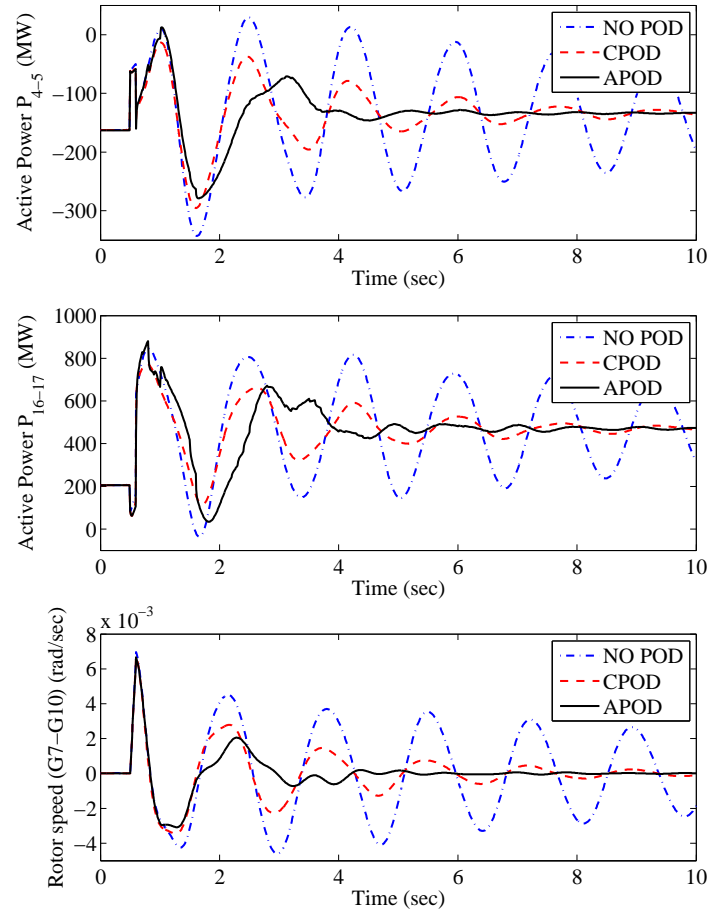 0
−100
−200
−300
Active Power P4−5 (MW)
NO POD
CPOD
APOD
0 2 4 6 8 10
Time (sec)
1000
800
600
400
200
0
Active Power P16−17 (MW)
NO POD
CPOD
APOD
0 2 4 6 8 10
Time (sec)
x 10−3
8
6
4
2
0
−2
−4
Rotor speed (G7−G10) (rad/sec)
NO POD
CPOD
APOD
0 2 4 6 8 10
Time (sec)